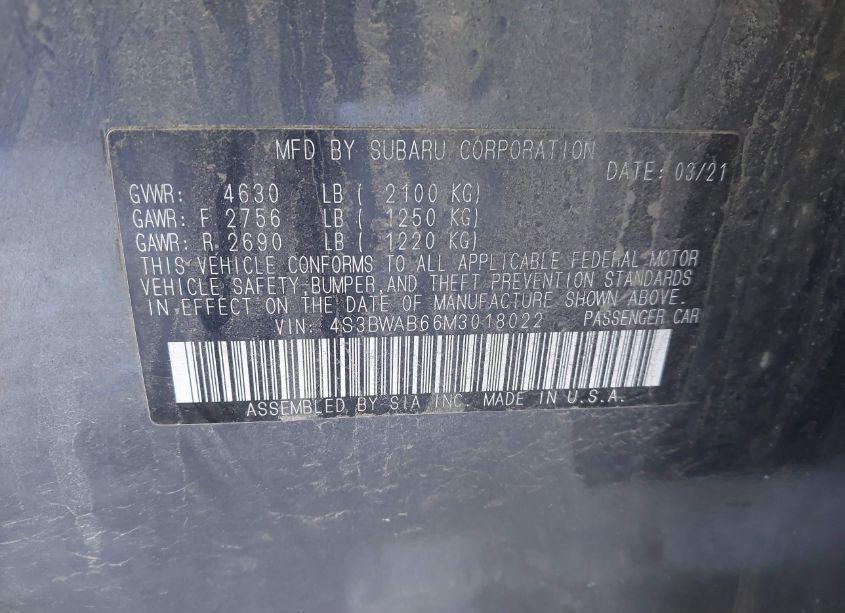 MFD BY SUBARU CORPORATION
DATE: 03/21
GVWR: 4630 LB ( 2100 KG)
GAWR: F 2756 LB ( 1250 KG)
GAWR: R 2690 LB ( 1220 KG)
THIS VEHICLE CONFORMS TO ALL APPLICABLE FEDERAL MOTOR
VEHICLE SAFETY,BUMPER,AND THEFT PREVENTION STANDARDS
IN EFFECT ON THE DATE OF MANUFACTURE SHOWN ABOVE.
VIN: 4S3BWAB66M3018022 PASSENGER CAR
ASSEMBLED BY SIA INC. MADE IN U.S.A.